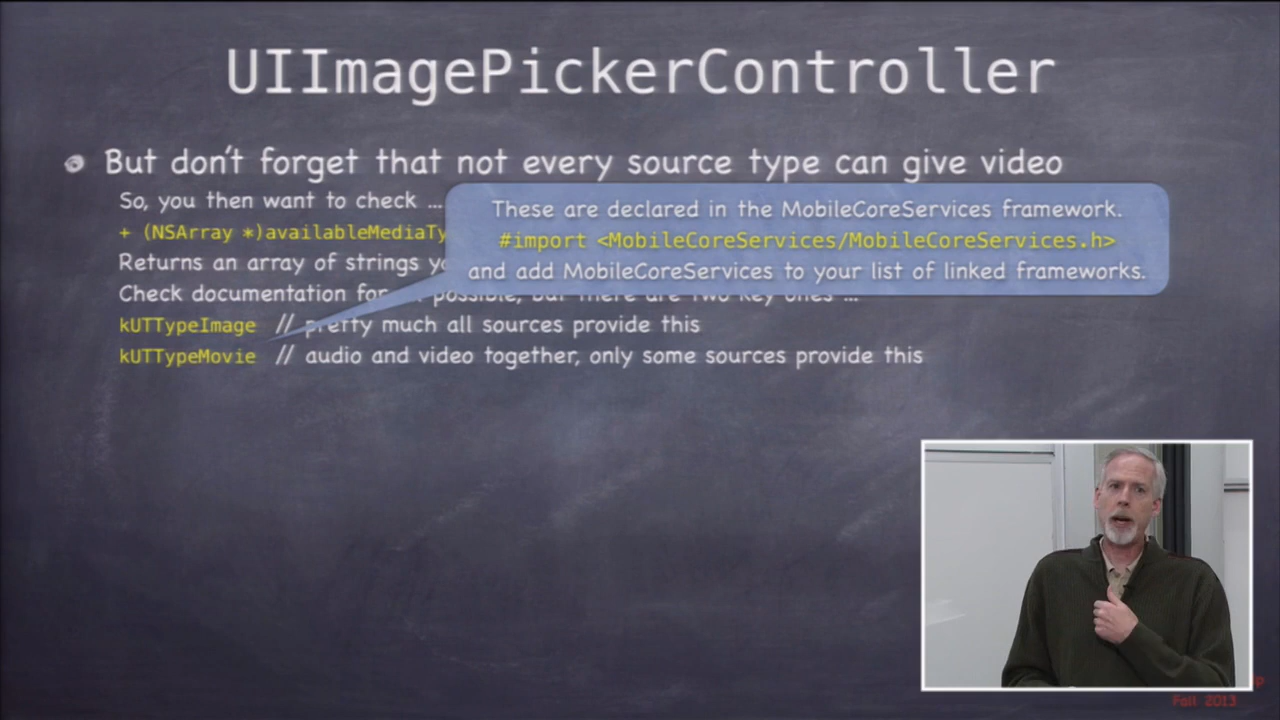 UIImagePickerController
But don't forget that not every source type can give video
So, you then want to check ...
+ (NSArray *)availableMediaTy
Returns an array of strings
Check documentation for possible, but there are two key ones ...
kUTTypeImage // pretty much all sources provide this
kUTTypeMovie // audio and video together, only some sources provide this
These are declared in the MobileCoreServices framework.
#import <MobileCoreServices/MobileCoreServices.h>
and add MobileCoreServices to your list of linked frameworks.
Fall 2013